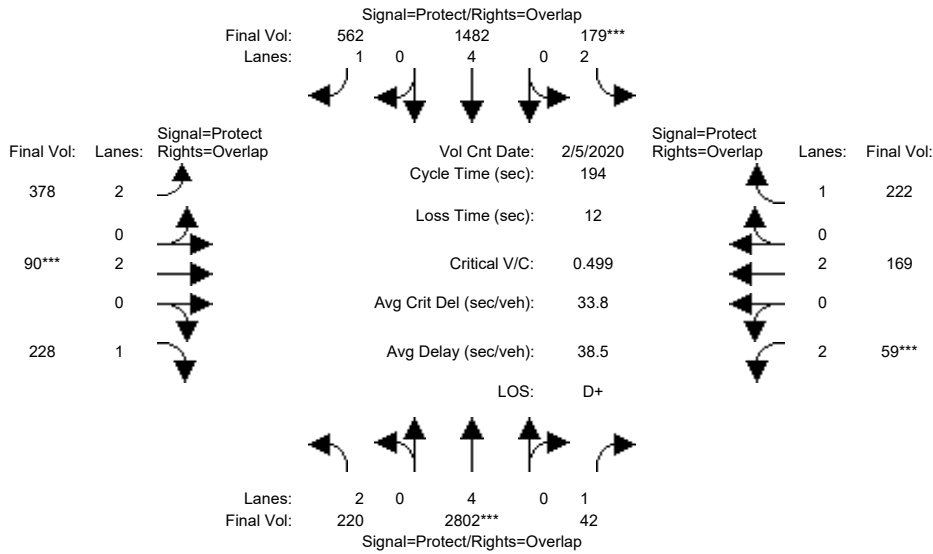 Signal=Protect/Rights=Overlap
Final Vol: 562 1482 179***
Lanes: 1 0 4 0 2
Signal=Protect
Final Vol: Lanes: Rights=Overlap
Vol Cnt Date: 2/5/2020
Signal=Protect
Rights=Overlap Lanes: Final Vol:
Cycle Time (sec): 194
378 2
1 222
Loss Time (sec): 12
0
0
90*** 2
Critical V/C: 0.499
2 169
0
Avg Crit Del (sec/veh): 33.8
0
228 1
Avg Delay (sec/veh): 38.5
2 59***
LOS: D+
Lanes: 2 0 4 0 1
Final Vol: 220 2802*** 42
Signal=Protect/Rights=Overlap